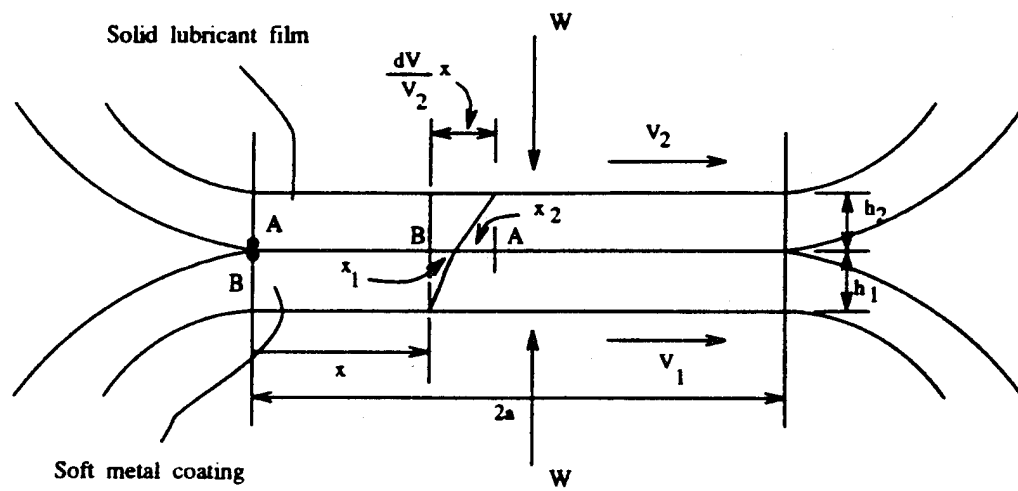 Solid lubricant film
W
dV
V2
x
V2
A
B
x2
A
h2
B
x1
h1
x
V1
2a
Soft metal coating
W